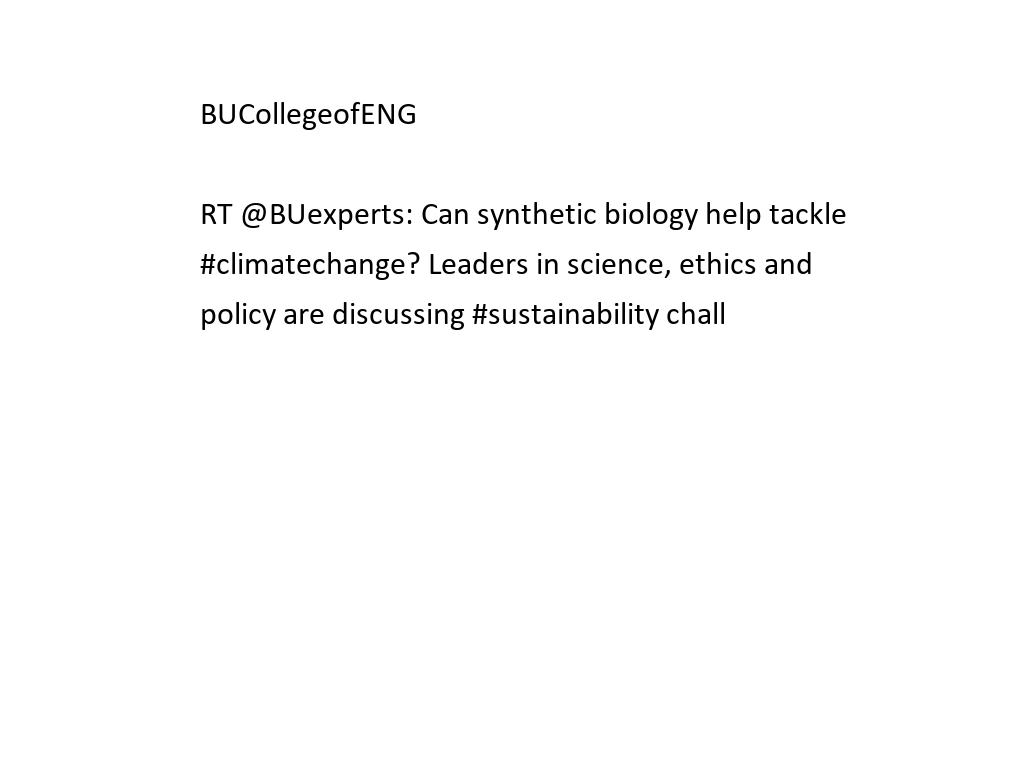 BUCollegeofENG
RT @BUexperts: Can synthetic biology help tackle
#climatechange? Leaders in science, ethics and
policy are discussing #sustainability chall